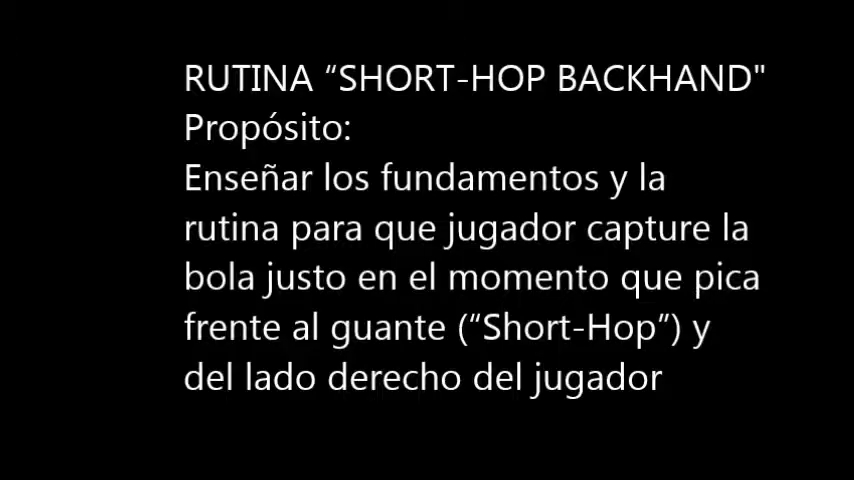 RUTINA “SHORT-HOP BACKHAND"
Propósito:
Enseñar los fundamentos y la
rutina para que jugador capture la
bola justo en el momento que pica
frente al guante (“Short-Hop”) y
del lado derecho del jugador